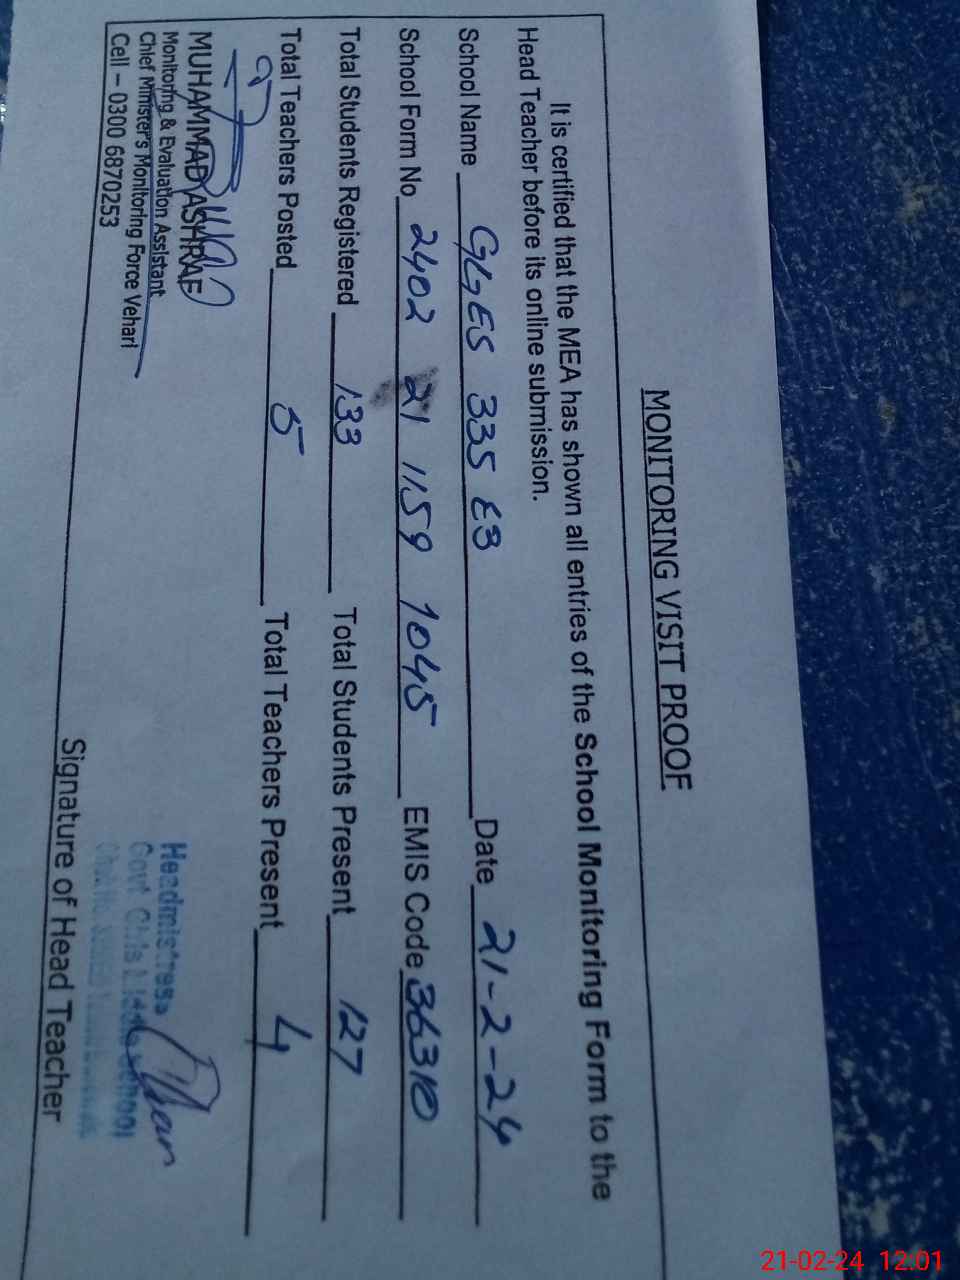 MONITORING VISIT PROOF
It is certified that the MEA has shown all entries of the School Monitoring Form to the
Head Teacher before its online submission.
School Name GGES 335 EB Date 21-2-24
School Form No 2402 21 1159 1045 EMIS Code 36310
Total Students Registered 133 Total Students Present 127
Total Teachers Posted 5 Total Teachers Present 4
MUHAMMAD ASHRAF
Monitoring & Evaluation Assistant
Chief Minister's Monitoring Force Vehari
Cell – 0300 6870253
Headmistress
Govt Girls School
Signature of Head Teacher
21-02-24 12:01